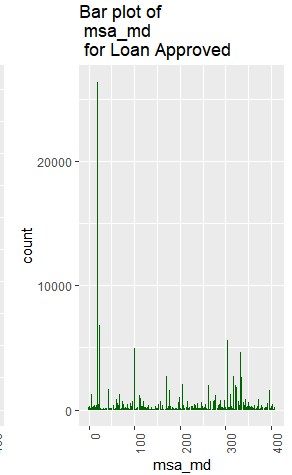 Bar plot of
msa_md
for Loan Approved
20000
10000
0
count
0
100
200
300
400
msa_md